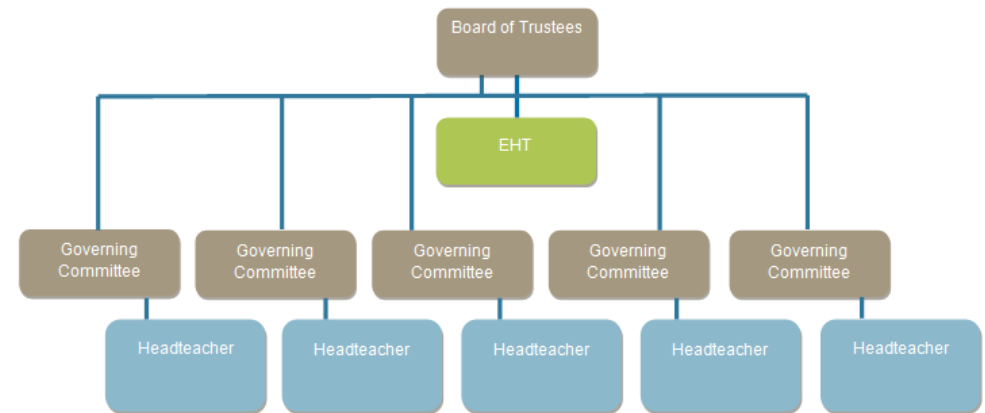 Board of Trustees
EHT
Governing
Committee
Governing
Committee
Governing
Committee
Governing
Committee
Governing
Committee
Headteacher
Headteacher
Headteacher
Headteacher
Headteacher